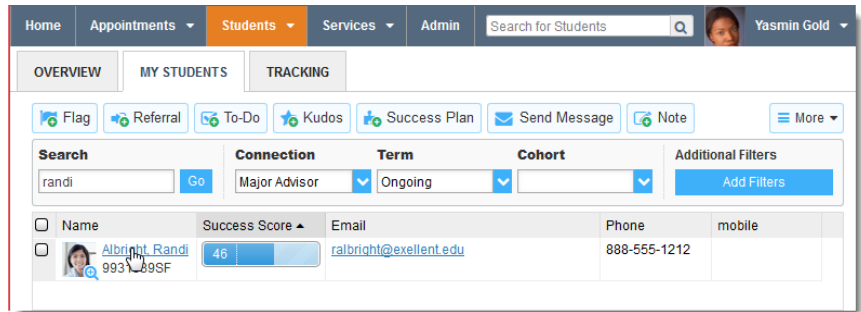 Home Appointments Students Services Admin Search for Students Yasmin Gold
OVERVIEW MY STUDENTS TRACKING
Flag Referral To-Do Kudos Success Plan Send Message Note More
Search Connection Term Cohort Additional Filters
randi Go Major Advisor Ongoing Add Filters
Name Success Score Email Phone mobile
Albright, Randi 46 ralbright@exellent.edu 888-555-1212